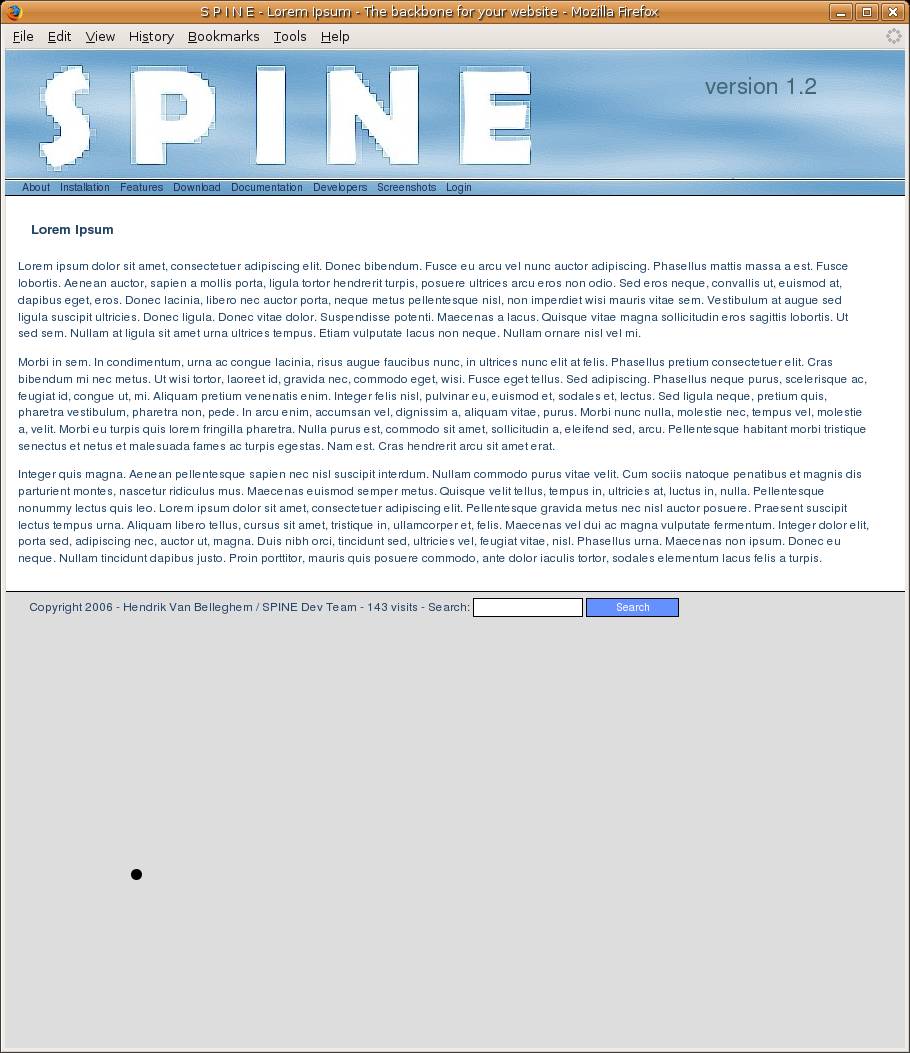 S P I N E - Lorem Ipsum - The backbone for your website - Mozilla Firefox
File Edit View History Bookmarks Tools Help
SPINE
version 1.2
About Installation Features Download Documentation Developers Screenshots Login
Lorem Ipsum
Lorem ipsum dolor sit amet, consectetuer adipiscing elit. Donec bibendum. Fusce eu arcu vel nunc auctor adipiscing. Phasellus mattis massa a est. Fusce
lobortis. Aenean auctor, sapien a mollis porta, ligula tortor hendrerit turpis, posuere ultrices arcu eros non odio. Sed eros neque, convallis ut, euismod at,
dapibus eget, eros. Donec lacinia, libero nec auctor porta, neque metus pellentesque nisl, non imperdiet wisi mauris vitae sem. Vestibulum at augue sed
ligula suscipit ultricies. Donec ligula. Donec vitae dolor. Suspendisse potenti. Maecenas a lacus. Quisque vitae magna sollicitudin eros sagittis lobortis. Ut
sed sem. Nullam at ligula sit amet urna ultrices tempus. Etiam vulputate lacus non neque. Nullam ornare nisl vel mi.
Morbi in sem. In condimentum, urna ac congue lacinia, risus augue faucibus nunc, in ultrices nunc elit at felis. Phasellus pretium consectetuer elit. Cras
bibendum mi nec metus. Ut wisi tortor, laoreet id, gravida nec, commodo eget, wisi. Fusce eget tellus. Sed adipiscing. Phasellus neque purus, scelerisque ac,
feugiat id, congue ut, mi. Aliquam pretium venenatis enim. Integer felis nisl, pulvinar eu, euismod et, sodales et, lectus. Sed ligula neque, pretium quis,
pharetra vestibulum, pharetra non, pede. In arcu enim, accumsan vel, dignissim a, aliquam vitae, purus. Morbi nunc nulla, molestie nec, tempus vel, molestie
a, velit. Morbi eu turpis quis lorem fringilla pharetra. Nulla purus est, commodo sit amet, sollicitudin a, eleifend sed, arcu. Pellentesque habitant morbi tristique
senectus et netus et malesuada fames ac turpis egestas. Nam est. Cras hendrerit arcu sit amet erat.
Integer quis magna. Aenean pellentesque sapien nec nisl suscipit interdum. Nullam commodo purus vitae velit. Cum sociis natoque penatibus et magnis dis
parturient montes, nascetur ridiculus mus. Maecenas euismod semper metus. Quisque velit tellus, tempus in, ultricies at, luctus in, nulla. Pellentesque
nonummy lectus quis leo. Lorem ipsum dolor sit amet, consectetuer adipiscing elit. Pellentesque gravida metus nec nisl auctor posuere. Praesent suscipit
lectus tempus urna. Aliquam libero tellus, cursus sit amet, tristique in, ullamcorper et, felis. Maecenas vel dui ac magna vulputate fermentum. Integer dolor elit,
porta sed, adipiscing nec, auctor ut, magna. Duis nibh orci, tincidunt sed, ultricies vel, feugiat vitae, nisl. Phasellus urna. Maecenas non ipsum. Donec eu
neque. Nullam tincidunt dapibus justo. Proin porttitor, mauris quis posuere commodo, ante dolor iaculis tortor, sodales elementum lacus felis a turpis.
Copyright 2006 - Hendrik Van Belleghem / SPINE Dev Team - 143 visits - Search: Search